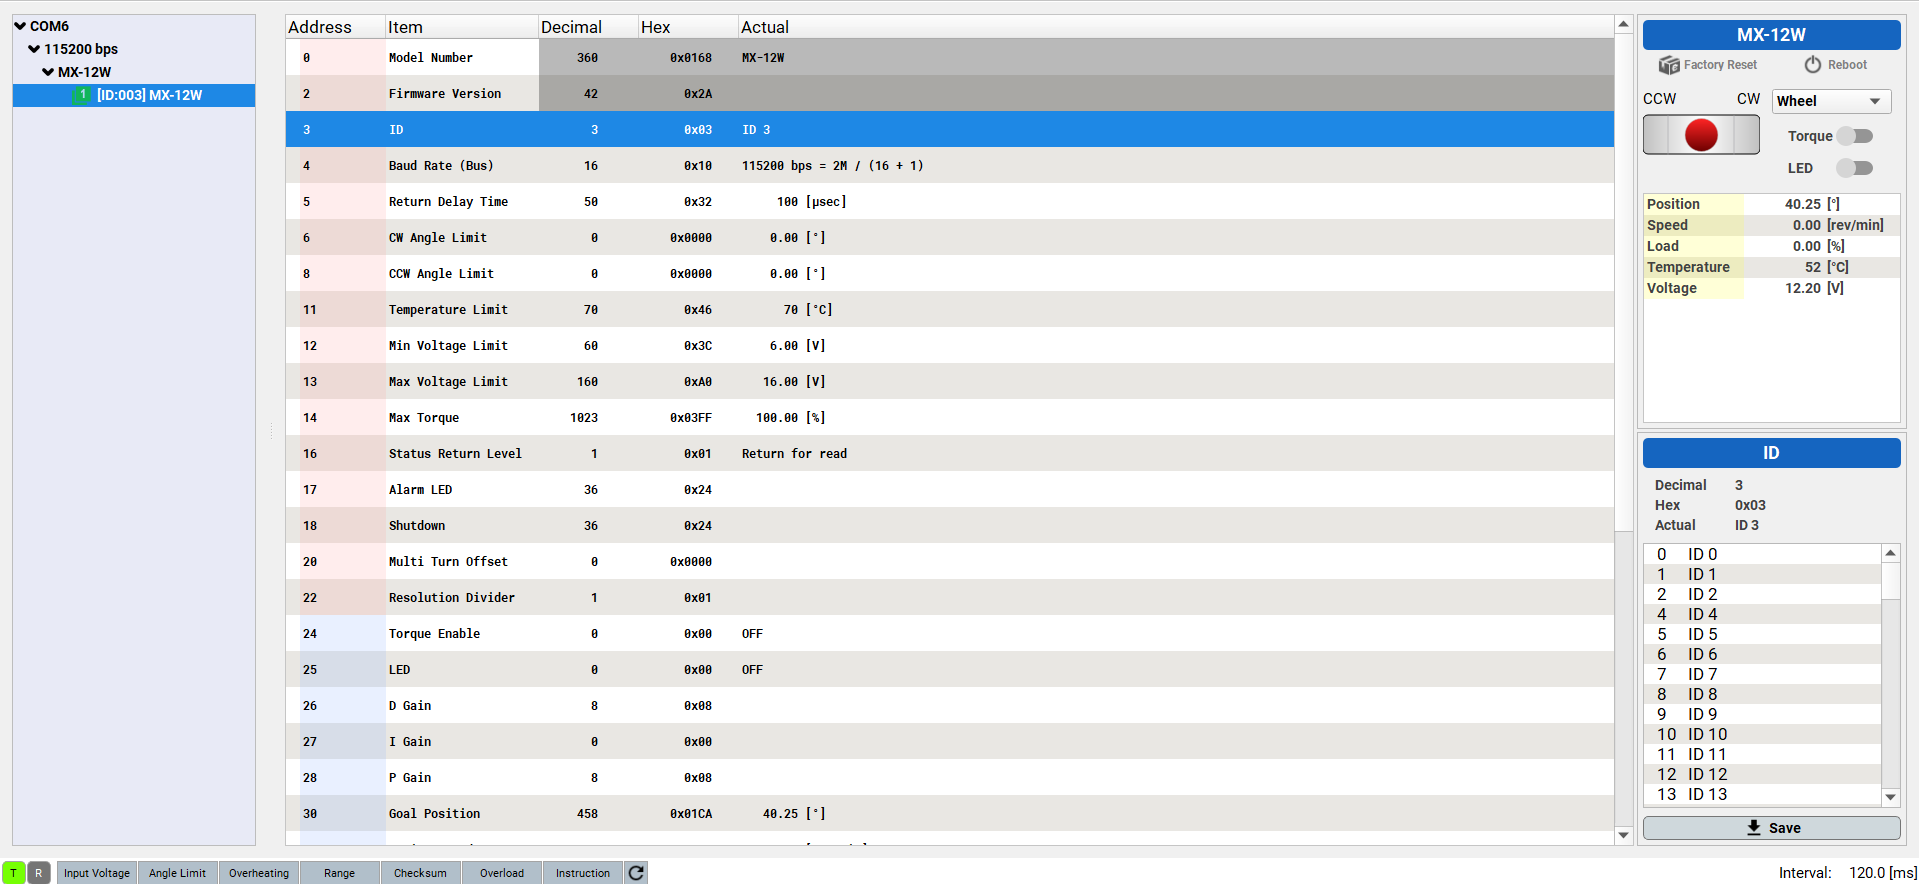 COM6
115200 bps
MX-12W
1 [ID:003] MX-12W
Address Item Decimal Hex Actual
0 Model Number 360 0x0168 MX-12W
2 Firmware Version 42 0x2A
3 ID 3 0x03 ID 3
4 Baud Rate (Bus) 16 0x10 115200 bps = 2M / (16 + 1)
5 Return Delay Time 50 0x32 100 [µsec]
6 CW Angle Limit 0 0x0000 0.00 [°]
8 CCW Angle Limit 0 0x0000 0.00 [°]
11 Temperature Limit 70 0x46 70 [°C]
12 Min Voltage Limit 60 0x3C 6.00 [V]
13 Max Voltage Limit 160 0xA0 16.00 [V]
14 Max Torque 1023 0x03FF 100.00 [%]
16 Status Return Level 1 0x01 Return for read
17 Alarm LED 36 0x24
18 Shutdown 36 0x24
20 Multi Turn Offset 0 0x0000
22 Resolution Divider 1 0x01
24 Torque Enable 0 0x00 OFF
25 LED 0 0x00 OFF
26 D Gain 8 0x08
27 I Gain 0 0x00
28 P Gain 8 0x08
30 Goal Position 458 0x01CA 40.25 [°]
MX-12W
Factory Reset Reboot
CCW CW Wheel
Torque
LED
Position 40.25 [°]
Speed 0.00 [rev/min]
Load 0.00 [%]
Temperature 52 [°C]
Voltage 12.20 [V]
ID
Decimal 3
Hex 0x03
Actual ID 3
0 ID 0
1 ID 1
2 ID 2
4 ID 4
5 ID 5
6 ID 6
7 ID 7
8 ID 8
9 ID 9
10 ID 10
11 ID 11
12 ID 12
13 ID 13
Save
T R Input Voltage Angle Limit Overheating Range Checksum Overload Instruction Interval: 120.0 [ms]